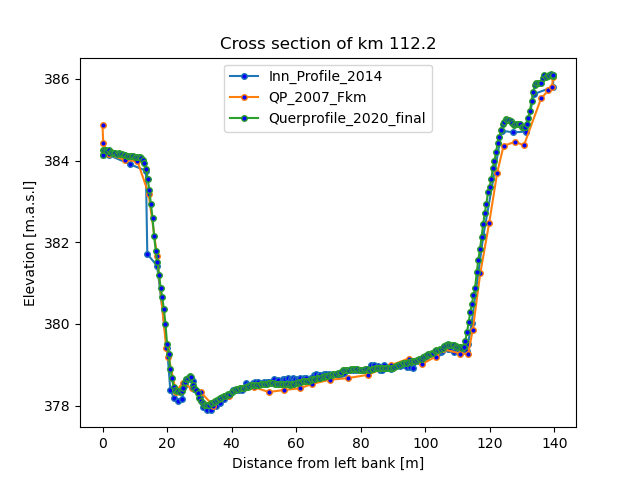 Cross section of km 112.2
Inn_Profile_2014
QP_2007_Fkm
Querprofile_2020_final
Elevation [m.a.s.l]
386
384
382
380
378
0 20 40 60 80 100 120 140
Distance from left bank [m]